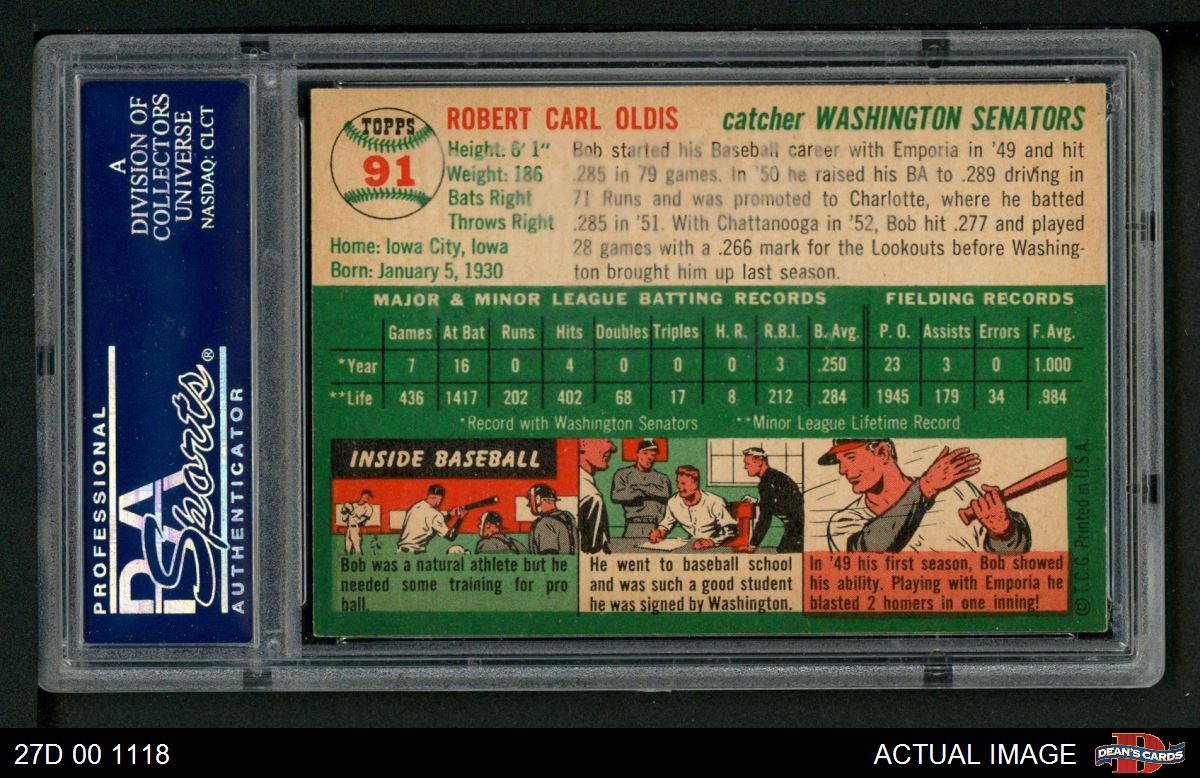 A
DIVISION OF
COLLECTORS
UNIVERSE
NASDAQ: CLCT
PROFESSIONAL
PSA
Sports®
AUTHENTICATOR
TOPPS
91
ROBERT CARL OLDIS catcher WASHINGTON SENATORS
Height: 6' 1"
Weight: 186
Bats Right
Throws Right
Home: Iowa City, Iowa
Born: January 5, 1930
Bob started his Baseball career with Emporia in '49 and hit
.285 in 79 games. In '50 he raised his BA to .289 driving in
71 Runs and was promoted to Charlotte, where he batted
.285 in '51. With Chattanooga in '52, Bob hit .277 and played
28 games with a .266 mark for the Lookouts before Washing-
ton brought him up last season.
MAJOR & MINOR LEAGUE BATTING RECORDS FIELDING RECORDS
Games At Bat Runs Hits Doubles Triples H. R. R.B.I. B. Avg. P. O. Assists Errors F. Avg.
*Year 7 16 0 4 0 0 0 3 .250 23 3 0 1.000
**Life 436 1417 202 402 68 17 8 212 .284 1945 179 34 .984
*Record with Washington Senators **Minor League Lifetime Record
INSIDE BASEBALL
Bob was a natural athlete but he
needed some training for pro
ball.
He went to baseball school
and was such a good student
he was signed by Washington.
In '49 his first season, Bob showed
his ability. Playing with Emporia he
blasted 2 homers in one inning!
© T.C.G. Printed in U.S.A.
27D 00 1118
ACTUAL IMAGE
D
DEAN'S CARDS